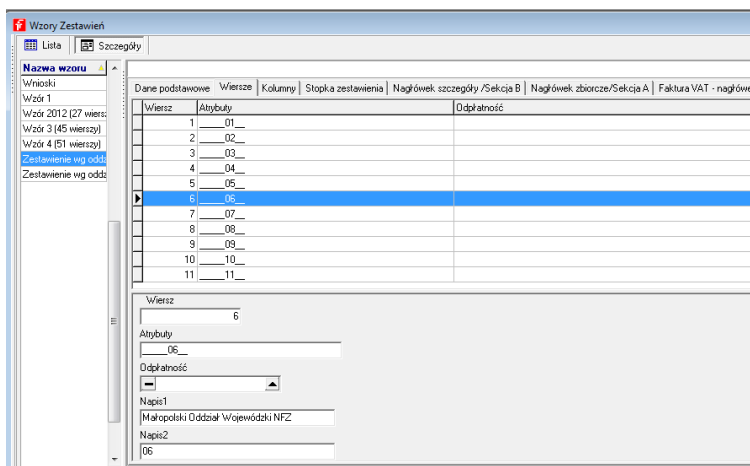 Wzory Zestawień
Lista Szczegóły
Nazwa wzoru
Wnioski
Wzór 1
Wzór 2012 (27 wiersz
Wzór 3 (45 wierszy)
Wzór 4 (51 wierszy)
Zestawienie wg oddz
Zestawienie wg oddz
Dane podstawowe Wiersze Kolumny Stopka zestawienia Nagłówek szczegóły /Sekcja B Nagłówek zbiorcze/Sekcja A Faktura VAT - nagłówe
Wiersz Atrybuty Odpłatność
1 _____01__
2 _____02__
3 _____03__
4 _____04__
5 _____05__
6 _____06__
7 _____07__
8 _____08__
9 _____09__
10 _____10__
11 _____11__
Wiersz
6
Atrybuty
_____06__
Odpłatność
Napis1
Małopolski Oddział Wojewódzki NFZ
Napis2
06